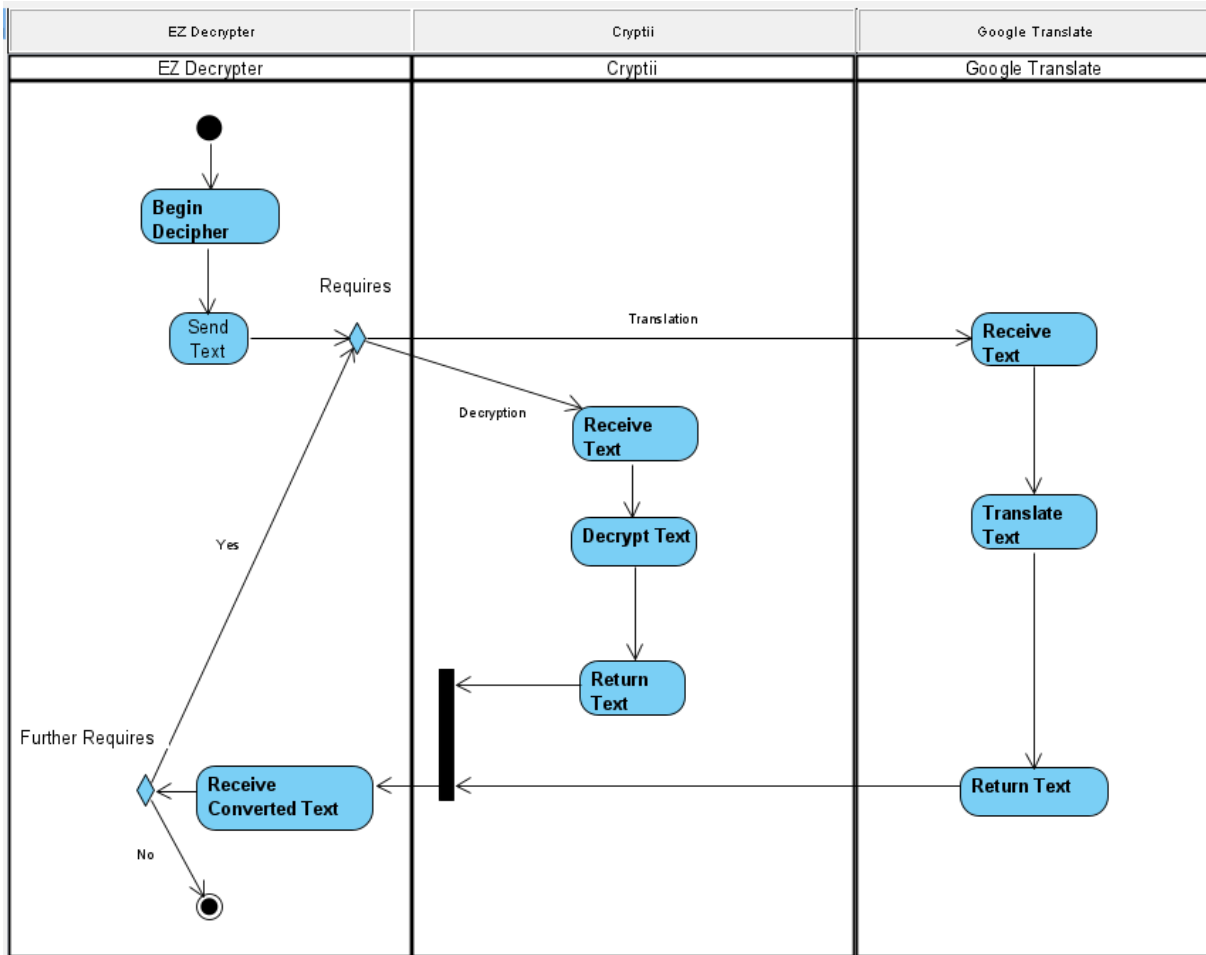 EZ Decrypter
Cryptii
Google Translate
EZ Decrypter
Cryptii
Google Translate
Begin
Decipher
Requires
Send
Text
Translation
Receive
Text
Decryption
Receive
Text
Translate
Text
Decrypt Text
Yes
Return
Text
Further Requires
Receive
Converted Text
Return Text
No